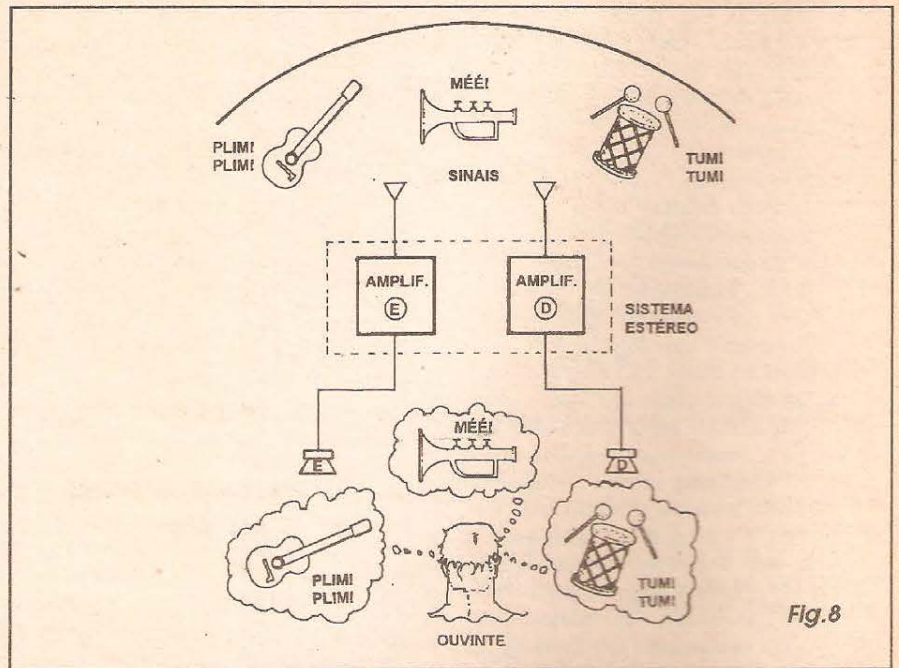 MÉÉ!
PLIM!
PLIM!
TUM!
TUM!
SINAIS
AMPLIF.
E
AMPLIF.
D
SISTEMA
ESTÉREO
MÉÉ!
E
D
PLIM!
PLIM!
TUM!
TUM!
OUVINTE
Fig.8